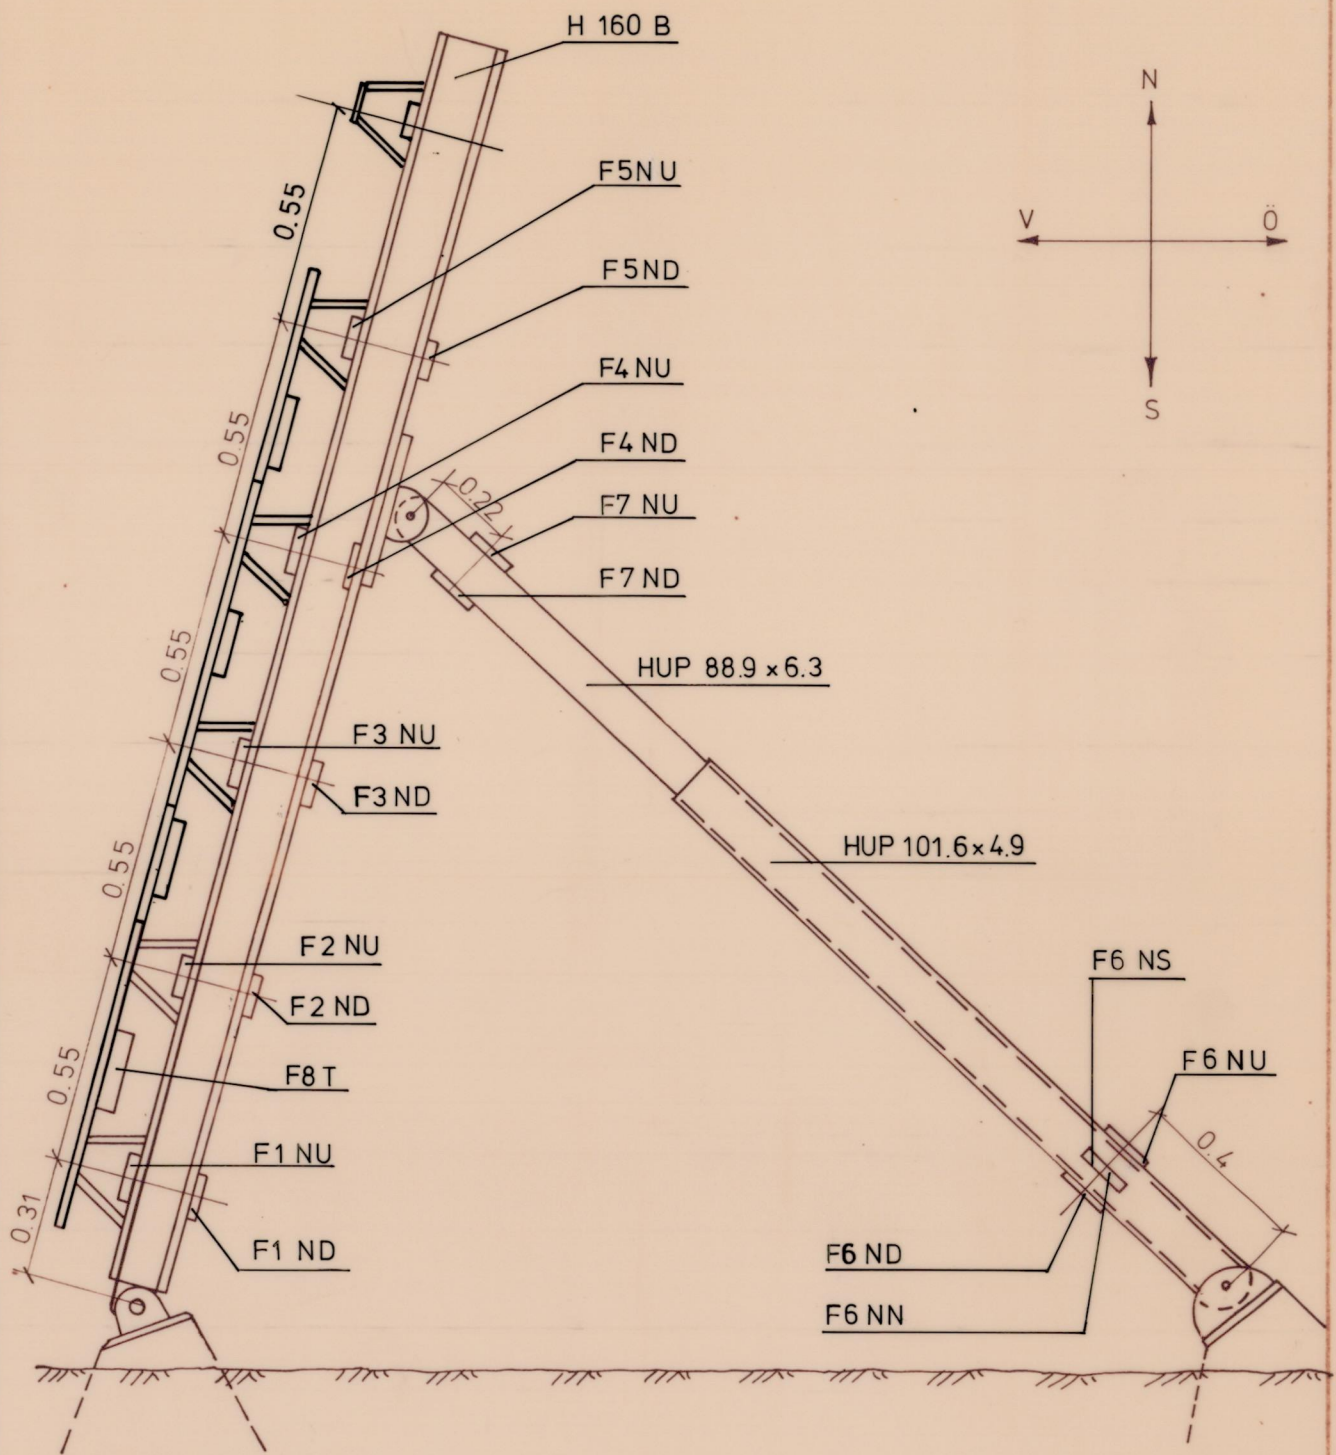 H 160 B
N
V
Ö
S
F5NU
0.55
F5ND
F4 NU
0.55
F4 ND
0.22
F7 NU
F7 ND
0.55
HUP 88.9 × 6.3
F3 NU
F3 ND
HUP 101.6 × 4.9
0.55
F2 NU
F6 NS
F2 ND
0.55
F8 T
F6 NU
0.4
F1 NU
0.31
F1 ND
F6 ND
F6 NN